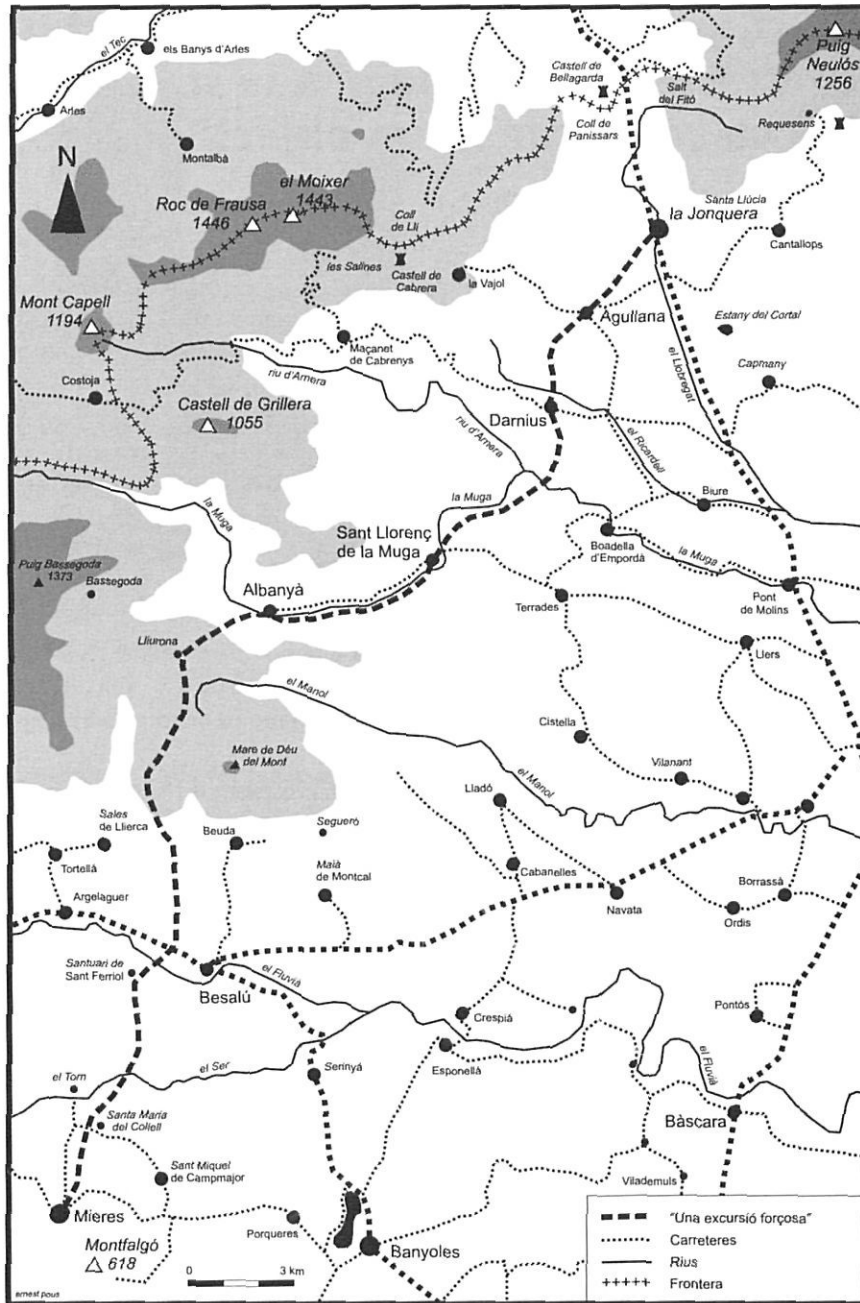 el Tec
els Banys d'Arles
Arles
Montalbà
Castell de
Bellagarda
Coll de
Panissars
Salt
del Fitó
Puig
Neulós
1256
Requesens
N
Roc de Frausa
1446
el Moixer
1443
Coll
de Lli
les Salines
Castell de
Cabrera
la Vajol
Santa Llúcia
la Jonquera
Cantallops
Mont Capell
1194
Costoja
riu d'Arnera
Maçanet
de Cabrenys
Agullana
Estany del Cortal
el Llobregat
Capmany
Castell de Grillera
1055
Darnius
riu d'Arnera
el Ricardell
Biure
la Muga
la Muga
Sant Llorenç
de la Muga
Boadella
d'Empordà
la Muga
Puig Bassegoda
1373
Bassegoda
Albanyà
Terrades
Pont
de Molins
Lliurona
Llers
el Manol
Cistella
Mare de Déu
del Mont
Vilanant
el Manol
Lladó
Sales
de Llierca
Beuda
Segueró
Tortellà
Maià
de Montcal
Cabanelles
Argelaguer
Navata
Borrassà
Ordis
Santuari de
Sant Ferriol
Besalú
el Fluvià
Crespià
Pontós
el Ser
Serinyá
Esponellà
el Fluvià
el Torn
Santa Maria
del Collell
Bàscara
Sant Miquel
de Campmajor
Vilademuls
Mieres
Porqueres
Banyoles
Montfalgó
618
0 3 km
"Una excursió forçosa"
Carreteres
Rius
Frontera
ernest pous